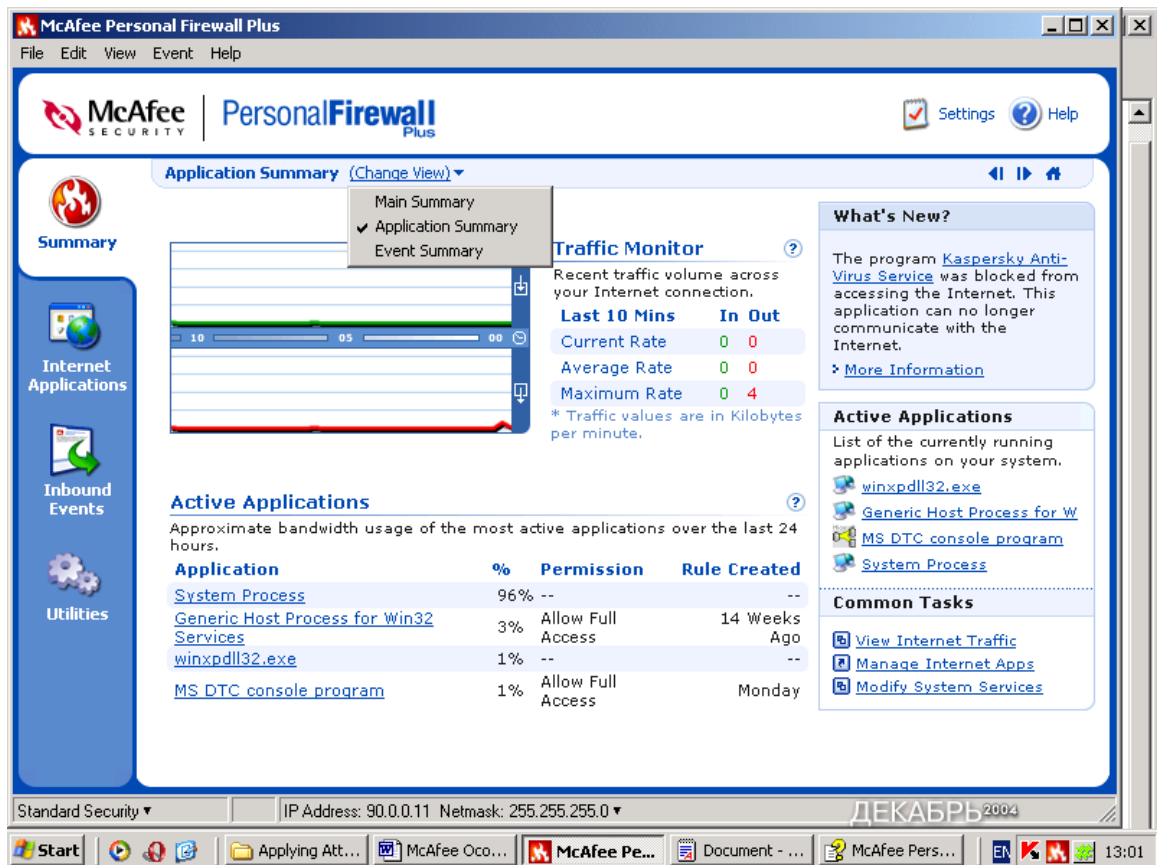 McAfee Personal Firewall Plus
File Edit View Event Help
McAfee SECURITY
PersonalFirewall Plus
Settings Help
Summary
Internet Applications
Inbound Events
Utilities
Application Summary (Change View)
Main Summary
Application Summary
Event Summary
10 05 00
Traffic Monitor
Recent traffic volume across
your Internet connection.
Last 10 Mins In Out
Current Rate 0 0
Average Rate 0 0
Maximum Rate 0 4
* Traffic values are in Kilobytes
per minute.
Active Applications
Approximate bandwidth usage of the most active applications over the last 24
hours.
Application % Permission Rule Created
System Process 96% -- --
Generic Host Process for Win32 Services 3% Allow Full Access 14 Weeks Ago
winxpdll32.exe 1% -- --
MS DTC console program 1% Allow Full Access Monday
What's New?
The program Kaspersky Anti-
Virus Service was blocked from
accessing the Internet. This
application can no longer
communicate with the
Internet.
More Information
Active Applications
List of the currently running
applications on your system.
winxpdll32.exe
Generic Host Process for W
MS DTC console program
System Process
Common Tasks
View Internet Traffic
Manage Internet Apps
Modify System Services
Standard Security IP Address: 90.0.0.11 Netmask: 255.255.255.0
ДЕКАБРЬ 2004
Start Applying Att... McAfee Oco... McAfee Pe... Document - ... McAfee Pers... EN 13:01